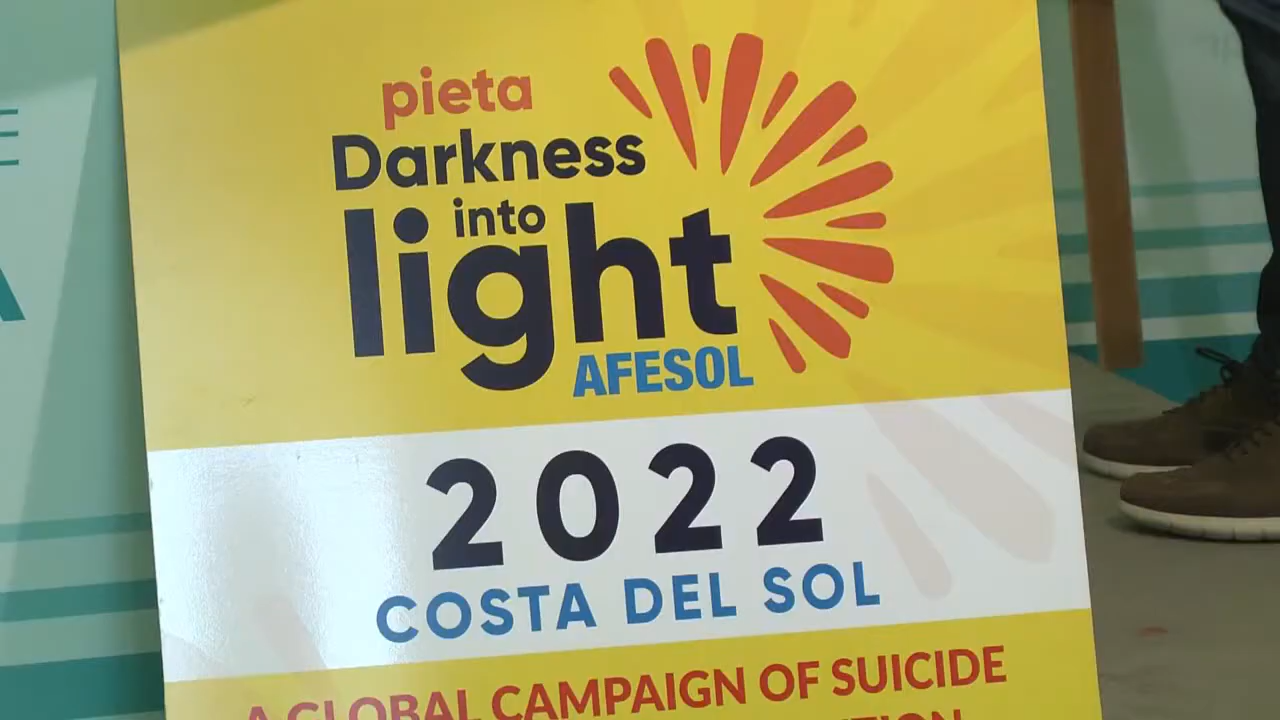 pieta
Darkness
into
light
AFESOL
2022
COSTA DEL SOL
A GLOBAL CAMPAIGN OF SUICIDE